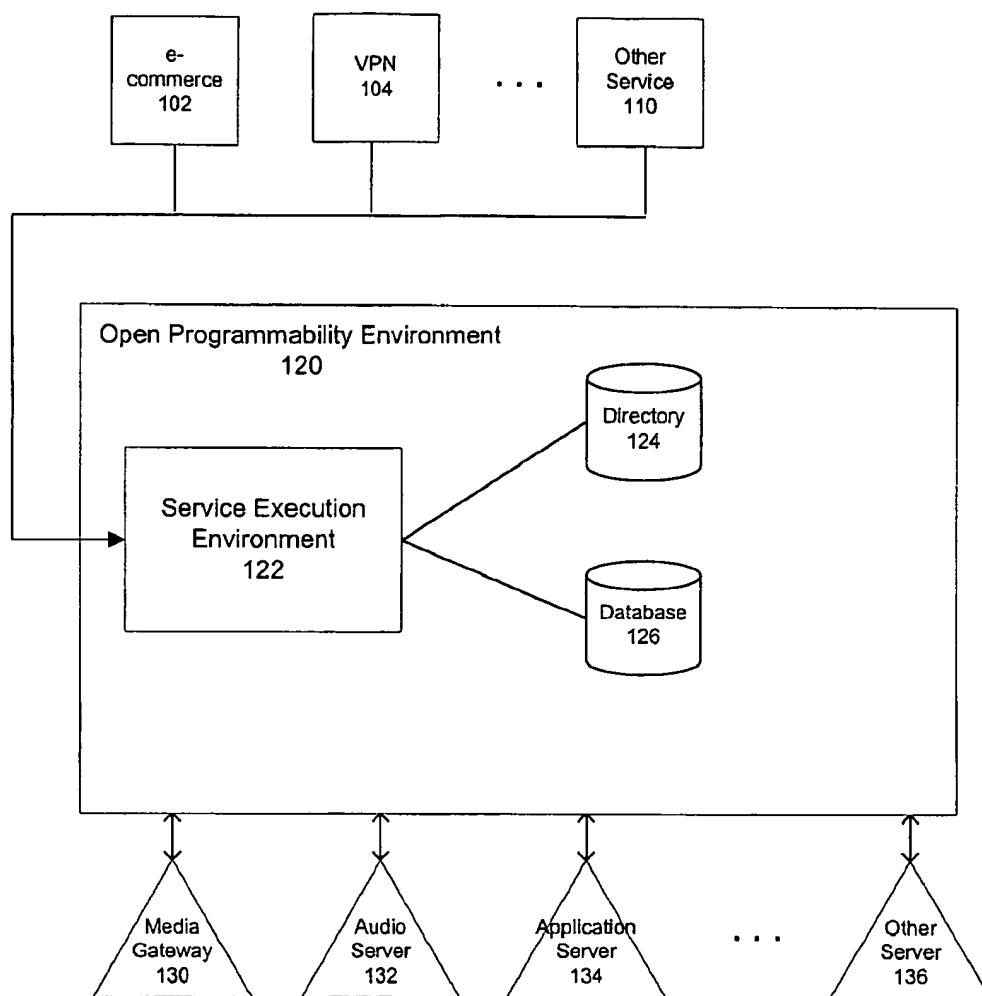 e-
commerce
102
VPN
104
. . .
Other
Service
110
Open Programmability Environment
120
Service Execution
Environment
122
Directory
124
Database
126
Media
Gateway
130
Audio
Server
132
Application
Server
134
. . .
Other
Server
136